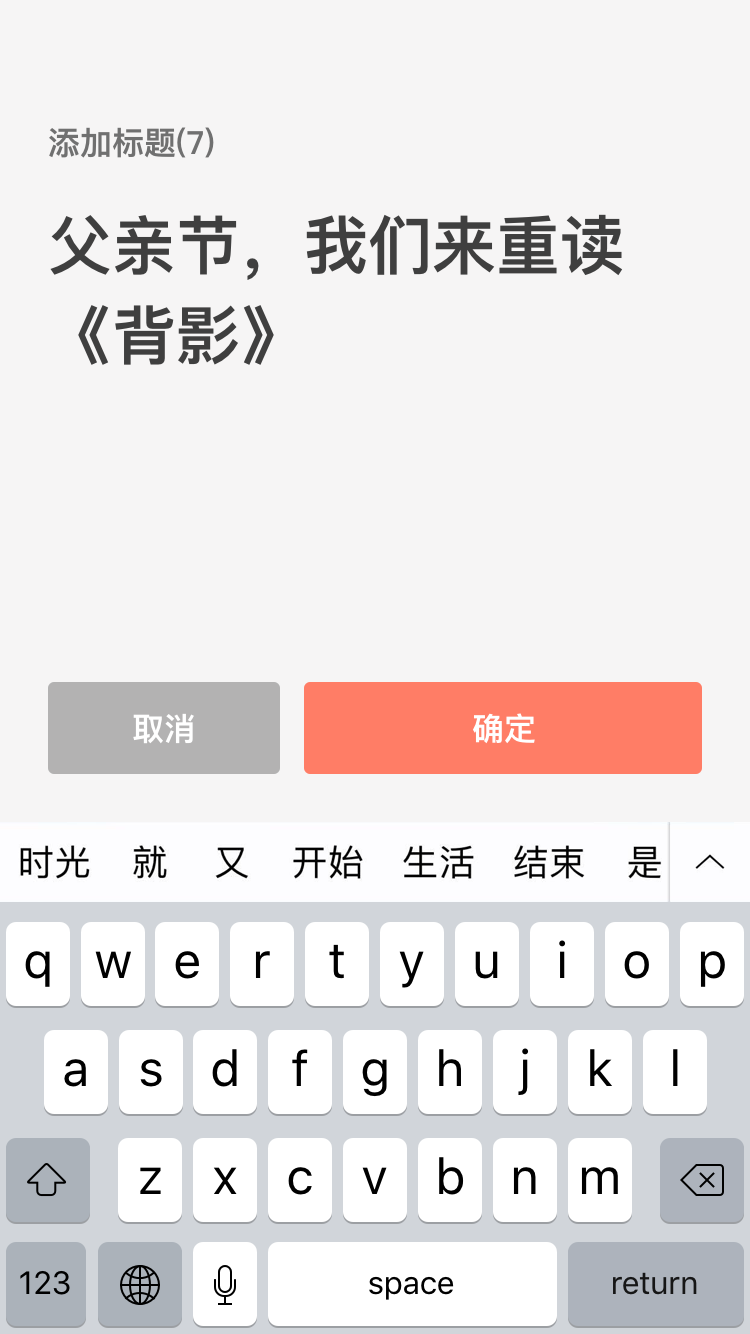 添加标题(7)
父亲节，我们来重读
《背影》
取消 确定
时光 就 又 开始 生活 结束 是
q w e r t y u i o p
a s d f g h j k l
z x c v b n m
123 space return